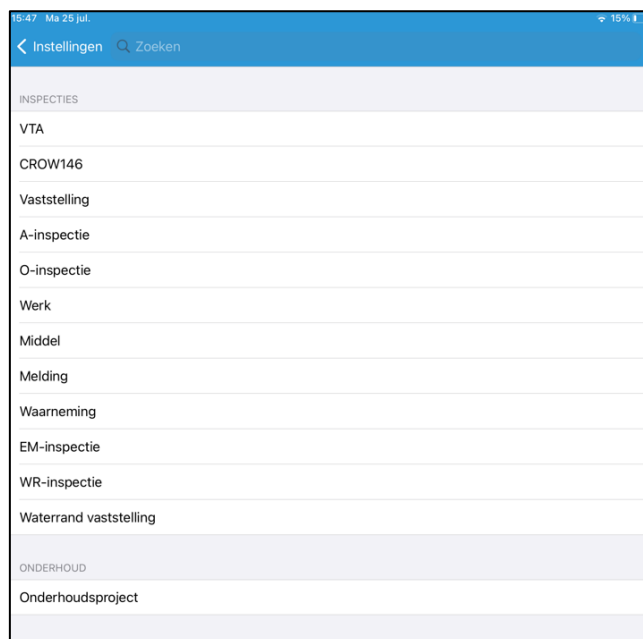 15:47 Ma 25 jul. 15%
Instellingen Zoeken
INSPECTIES
VTA
CROW146
Vaststelling
A-inspectie
O-inspectie
Werk
Middel
Melding
Waarneming
EM-inspectie
WR-inspectie
Waterrand vaststelling
ONDERHOUD
Onderhoudsproject